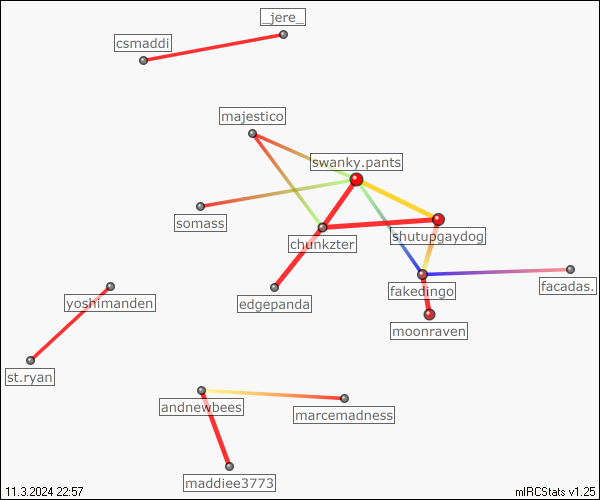 _jere_
csmaddi
majestico
swanky.pants
somass
shutupgaydog
chunkzter
fakedingo
facadas.
yoshimanden
edgepanda
moonraven
st.ryan
andnewbees
marcemadness
maddiee3773
11.3.2024 22:57
mIRCStats v1.25